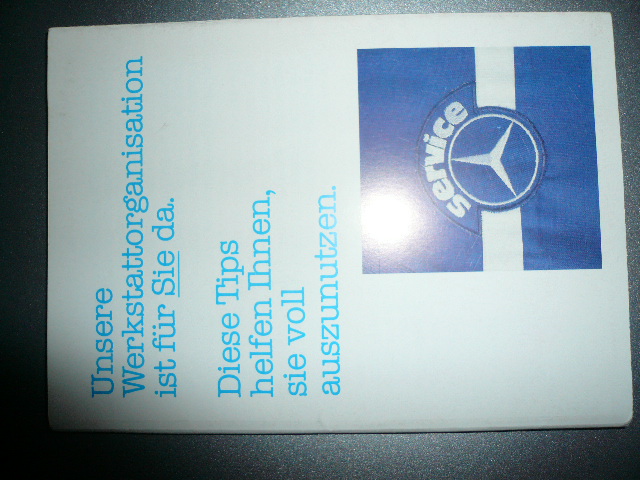 Unsere
Werkstattorganisation
ist für Sie da.
Diese Tips
helfen Ihnen,
sie voll
auszunutzen.
service